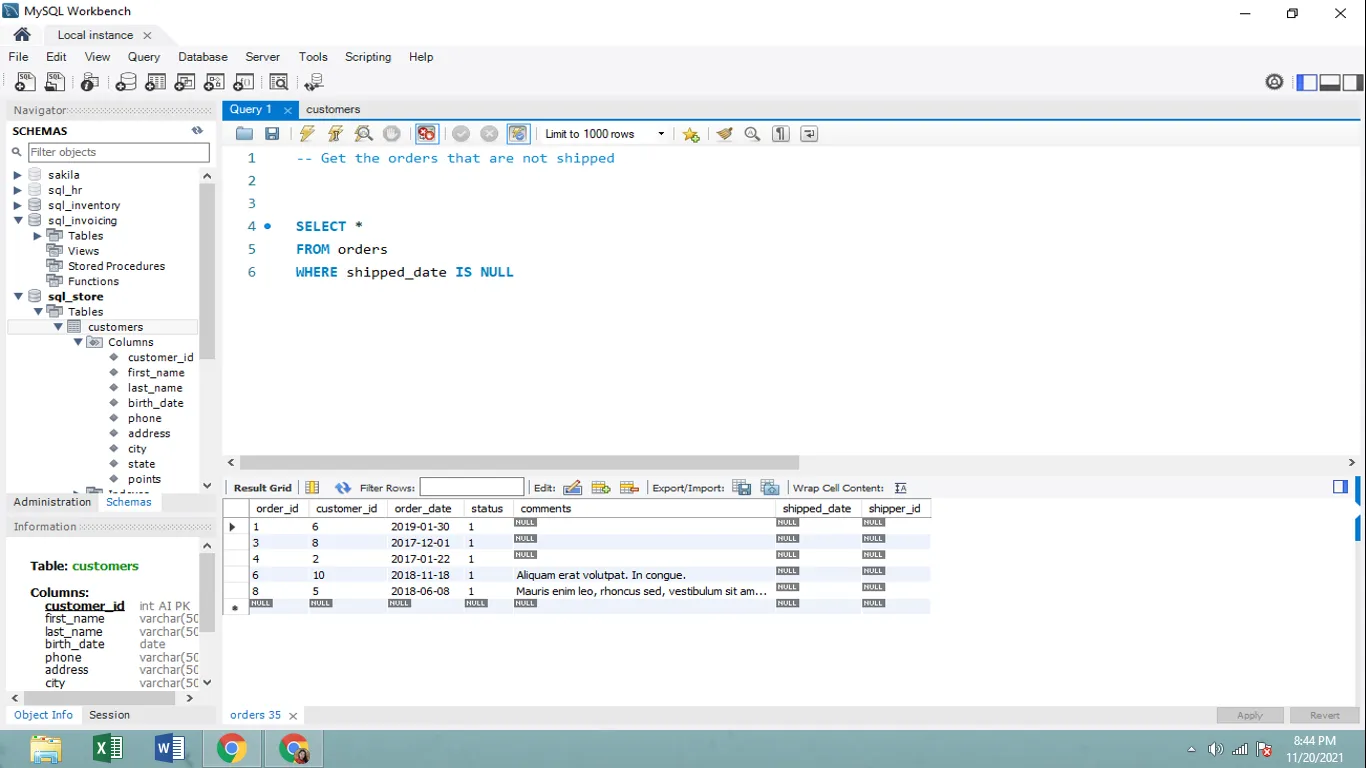 MySQL Workbench
Local instance
File Edit View Query Database Server Tools Scripting Help
Navigator
SCHEMAS
Filter objects
sakila
sql_hr
sql_inventory
sql_invoicing
Tables
Views
Stored Procedures
Functions
sql_store
Tables
customers
Columns
customer_id
first_name
last_name
birth_date
phone
address
city
state
points
Administration Schemas
Information
Table: customers
Columns:
customer_id int AI PK
first_name varchar(50
last_name varchar(50
birth_date date
phone varchar(50
address varchar(50
city varchar(50
Object Info Session
Query 1 customers
Limit to 1000 rows
1 -- Get the orders that are not shipped
2
3
4 SELECT *
5 FROM orders
6 WHERE shipped_date IS NULL
Result Grid Filter Rows: Edit: Export/Import: Wrap Cell Content:
order_id customer_id order_date status comments shipped_date shipper_id
1 6 2019-01-30 1 NULL NULL NULL
3 8 2017-12-01 1 NULL NULL NULL
4 2 2017-01-22 1 NULL NULL NULL
6 10 2018-11-18 1 Aliquam erat volutpat. In congue. NULL NULL
8 5 2018-06-08 1 Mauris enim leo, rhoncus sed, vestibulum sit am... NULL NULL
NULL NULL NULL NULL NULL NULL NULL
orders 35
Apply Revert
8:44 PM
11/20/2021